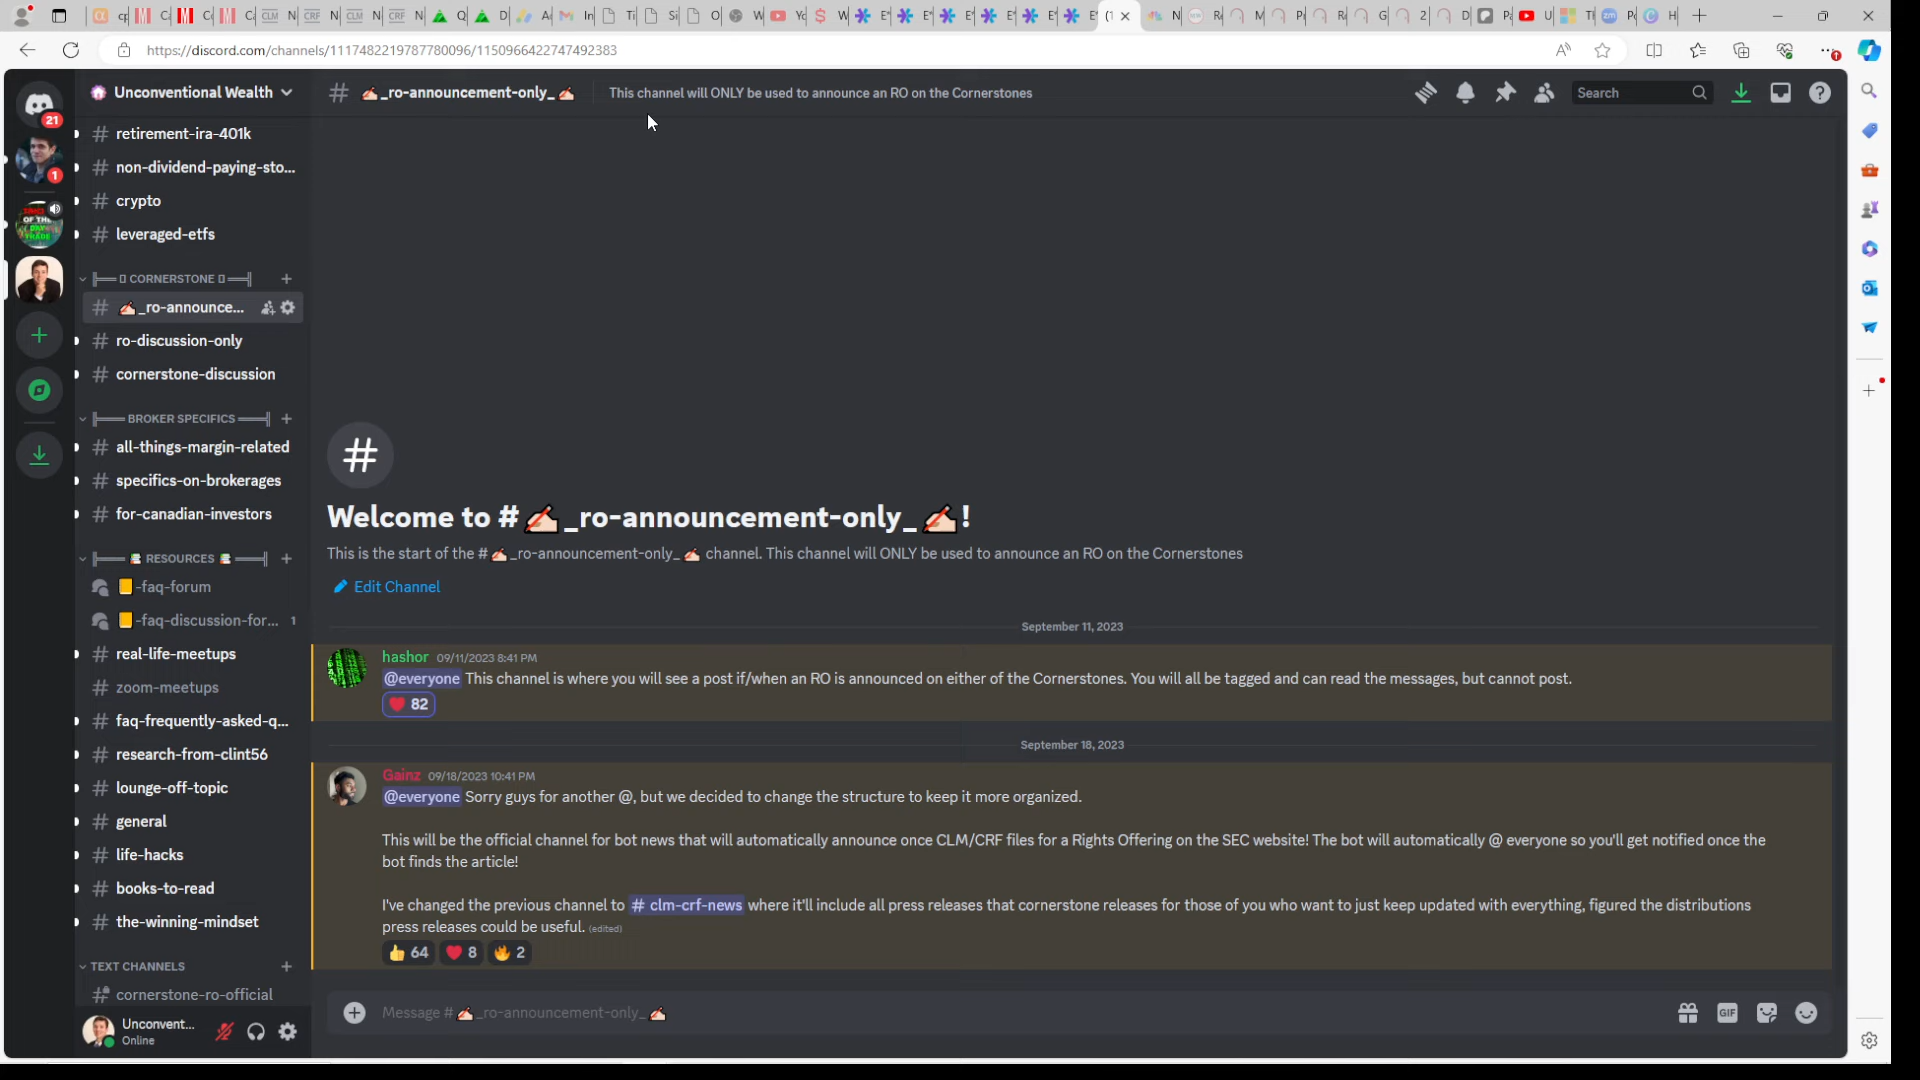 https://discord.com/channels/1117482219787780096/1150966422747492383
21
1
Unconventional Wealth
retirement-ira-401k
non-dividend-paying-sto...
crypto
leveraged-etfs
CORNERSTONE
_ro-announce...
ro-discussion-only
cornerstone-discussion
BROKER SPECIFICS
all-things-margin-related
specifics-on-brokerages
for-canadian-investors
RESOURCES
-faq-forum
-faq-discussion-for... 1
real-life-meetups
zoom-meetups
faq-frequently-asked-q...
research-from-clint56
lounge-off-topic
general
life-hacks
books-to-read
the-winning-mindset
TEXT CHANNELS
cornerstone-ro-official
Unconvent...
Online
# ✍🏻_ro-announcement-only_✍🏻 This channel will ONLY be used to announce an RO on the Cornerstones
Search
Welcome to #✍🏻_ro-announcement-only_✍🏻!
This is the start of the #✍🏻_ro-announcement-only_✍🏻 channel. This channel will ONLY be used to announce an RO on the Cornerstones
Edit Channel
September 11, 2023
hashor 09/11/2023 8:41 PM
@everyone This channel is where you will see a post if/when an RO is announced on either of the Cornerstones. You will all be tagged and can read the messages, but cannot post.
❤️ 82
September 18, 2023
Gainz 09/18/2023 10:41 PM
@everyone Sorry guys for another @, but we decided to change the structure to keep it more organized.
This will be the official channel for bot news that will automatically announce once CLM/CRF files for a Rights Offering on the SEC website! The bot will automatically @ everyone so you'll get notified once the
bot finds the article!
I've changed the previous channel to # clm-crf-news where it'll include all press releases that cornerstone releases for those of you who want to just keep updated with everything, figured the distributions
press releases could be useful. (edited)
👍 64 ❤️ 8 🔥 2
Message #✍🏻_ro-announcement-only_✍🏻
GIF